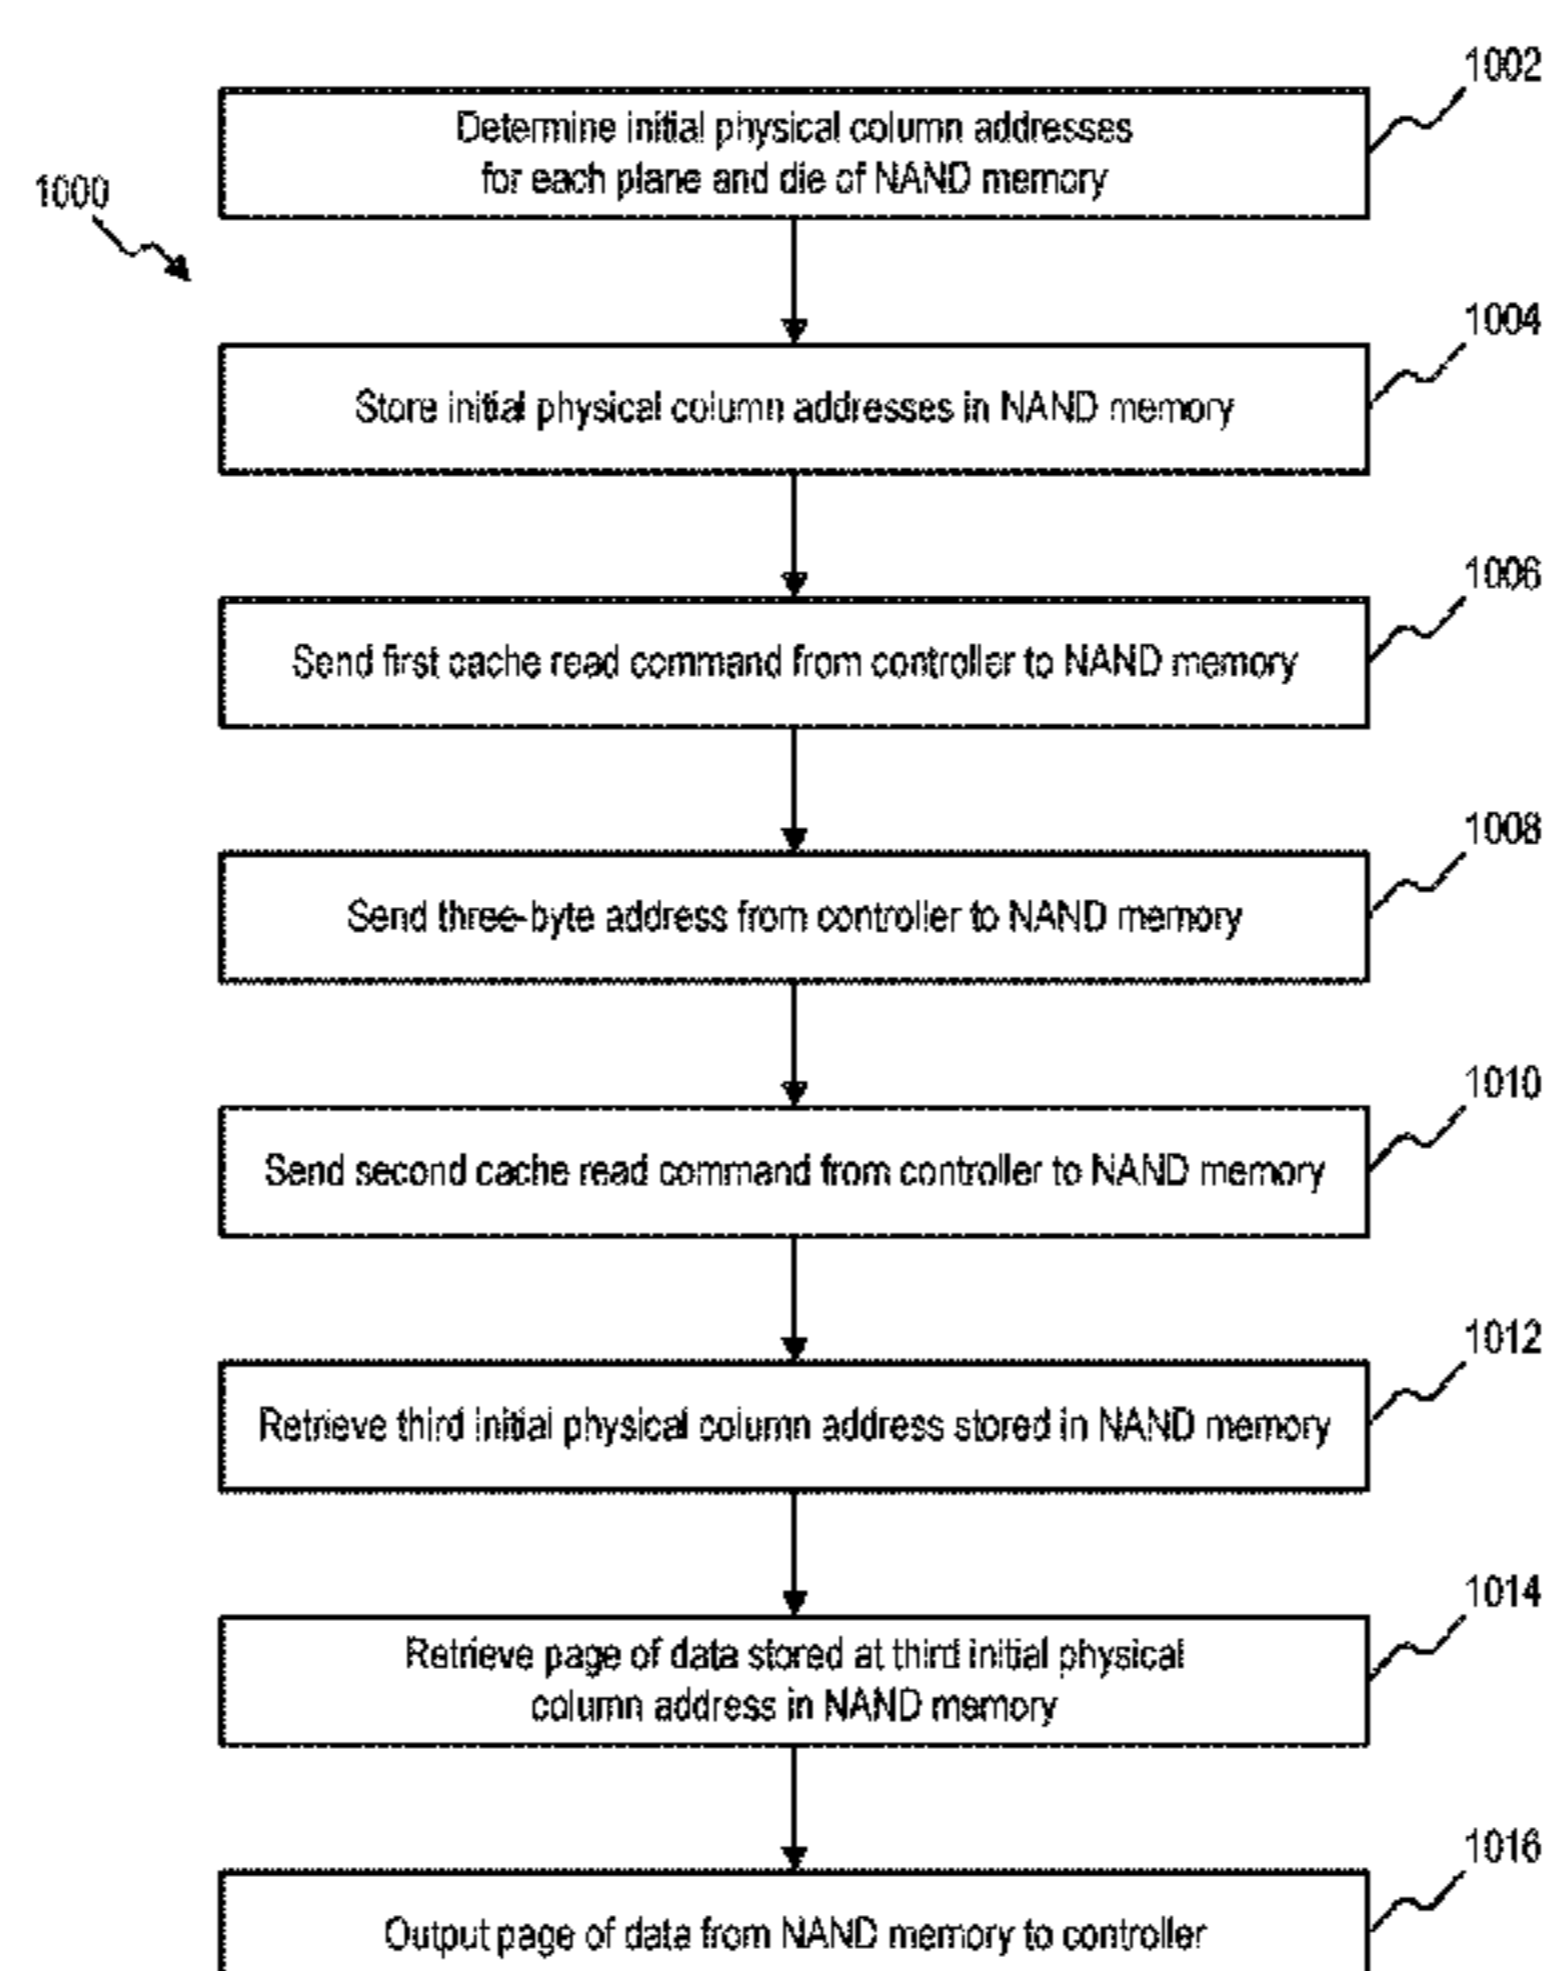 1002
Determine initial physical column addresses
for each plane and die of NAND memory
1000
1004
Store initial physical column addresses in NAND memory
1006
Send first cache read command from controller to NAND memory
1008
Send three-byte address from controller to NAND memory
1010
Send second cache read command from controller to NAND memory
1012
Retrieve third initial physical column address stored in NAND memory
1014
Retrieve page of data stored at third initial physical
column address in NAND memory
1016
Output page of data from NAND memory to controller